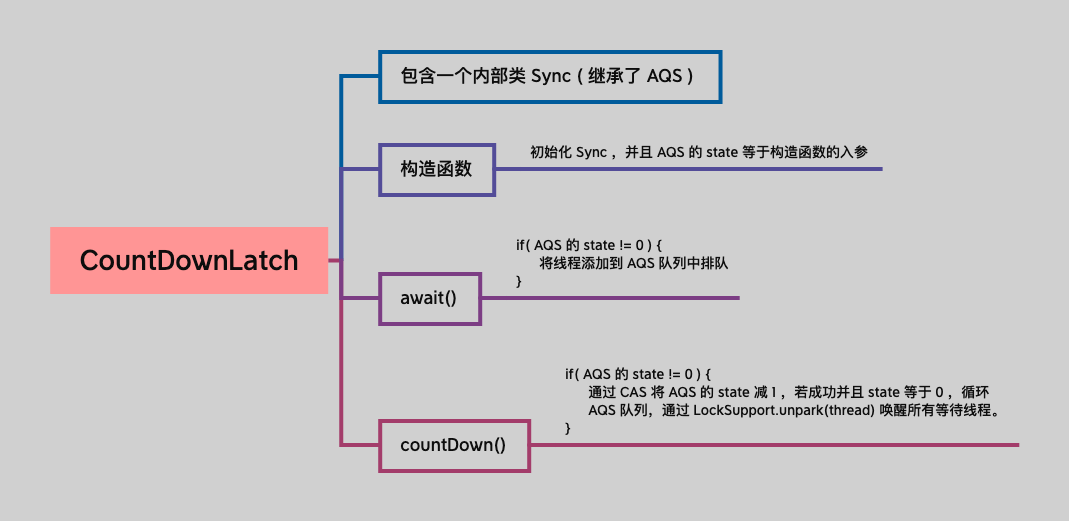 包含一个内部类 Sync ( 继承了 AQS )
构造函数
初始化 Sync ，并且 AQS 的 state 等于构造函数的入参
CountDownLatch
await()
if( AQS 的 state != 0 ) {
将线程添加到 AQS 队列中排队
}
countDown()
if( AQS 的 state != 0 ) {
通过 CAS 将 AQS 的 state 减 1 ，若成功并且 state 等于 0 ，循环
AQS 队列，通过 LockSupport.unpark(thread) 唤醒所有等待线程。
}